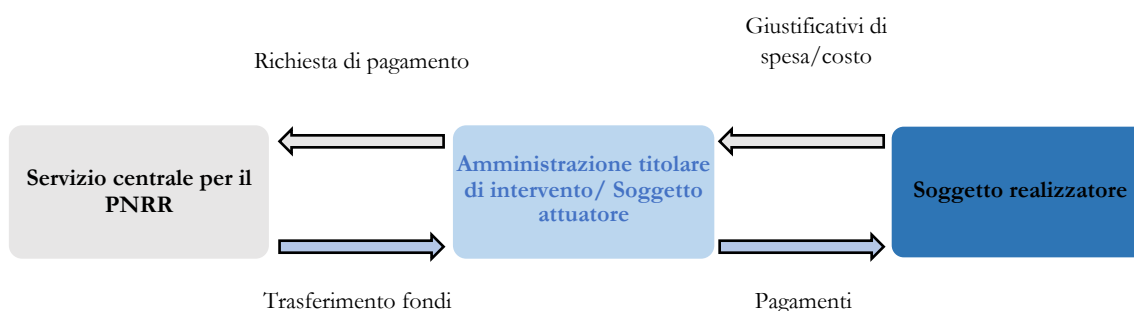 Giustificativi di
spesa/costo
Richiesta di pagamento
Servizio centrale per il
PNRR
Amministrazione titolare
di intervento/ Soggetto
attuatore
Soggetto realizzatore
Trasferimento fondi
Pagamenti